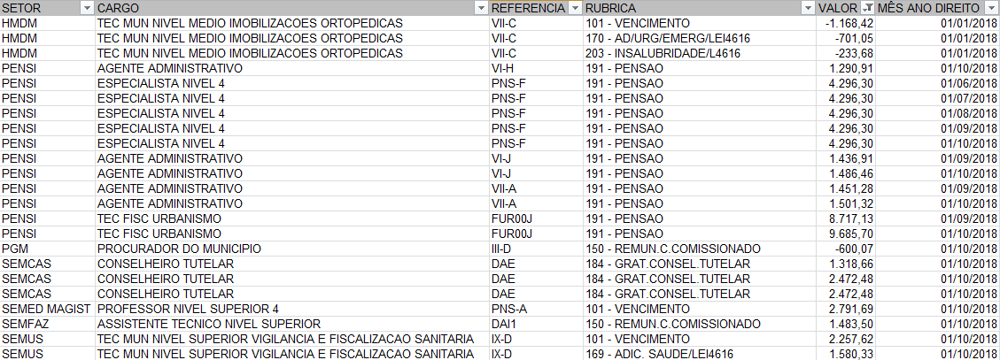 SETOR CARGO REFERENCIA RUBRICA VALOR MÊS ANO DIREITO
HMDM TEC MUN NIVEL MEDIO IMOBILIZACOES ORTOPEDICAS VII-C 101 - VENCIMENTO -1.168,42 01/01/2018
HMDM TEC MUN NIVEL MEDIO IMOBILIZACOES ORTOPEDICAS VII-C 170 - AD/URG/EMERG/LEI4616 -701,05 01/01/2018
HMDM TEC MUN NIVEL MEDIO IMOBILIZACOES ORTOPEDICAS VII-C 203 - INSALUBRIDADE/L4616 -233,68 01/01/2018
PENSI AGENTE ADMINISTRATIVO VI-H 191 - PENSAO 1.290,91 01/10/2018
PENSI ESPECIALISTA NIVEL 4 PNS-F 191 - PENSAO 4.296,30 01/06/2018
PENSI ESPECIALISTA NIVEL 4 PNS-F 191 - PENSAO 4.296,30 01/07/2018
PENSI ESPECIALISTA NIVEL 4 PNS-F 191 - PENSAO 4.296,30 01/08/2018
PENSI ESPECIALISTA NIVEL 4 PNS-F 191 - PENSAO 4.296,30 01/09/2018
PENSI ESPECIALISTA NIVEL 4 PNS-F 191 - PENSAO 4.296,30 01/10/2018
PENSI AGENTE ADMINISTRATIVO VI-J 191 - PENSAO 1.436,91 01/09/2018
PENSI AGENTE ADMINISTRATIVO VI-J 191 - PENSAO 1.486,46 01/10/2018
PENSI AGENTE ADMINISTRATIVO VII-A 191 - PENSAO 1.451,28 01/09/2018
PENSI AGENTE ADMINISTRATIVO VII-A 191 - PENSAO 1.501,32 01/10/2018
PENSI TEC FISC URBANISMO FUR00J 191 - PENSAO 8.717,13 01/09/2018
PENSI TEC FISC URBANISMO FUR00J 191 - PENSAO 9.685,70 01/10/2018
PGM PROCURADOR DO MUNICIPIO III-D 150 - REMUN.C.COMISSIONADO -600,07 01/10/2018
SEMCAS CONSELHEIRO TUTELAR DAE 184 - GRAT.CONSEL.TUTELAR 1.318,66 01/10/2018
SEMCAS CONSELHEIRO TUTELAR DAE 184 - GRAT.CONSEL.TUTELAR 2.472,48 01/10/2018
SEMCAS CONSELHEIRO TUTELAR DAE 184 - GRAT.CONSEL.TUTELAR 2.472,48 01/10/2018
SEMED MAGIST PROFESSOR NIVEL SUPERIOR 4 PNS-A 101 - VENCIMENTO 2.791,69 01/10/2018
SEMFAZ ASSISTENTE TECNICO NIVEL SUPERIOR DAI1 150 - REMUN.C.COMISSIONADO 1.483,50 01/10/2018
SEMUS TEC MUN NIVEL SUPERIOR VIGILANCIA E FISCALIZACAO SANITARIA IX-D 101 - VENCIMENTO 2.257,62 01/10/2018
SEMUS TEC MUN NIVEL SUPERIOR VIGILANCIA E FISCALIZACAO SANITARIA IX-D 169 - ADIC. SAUDE/LEI4616 1.580,33 01/10/2018